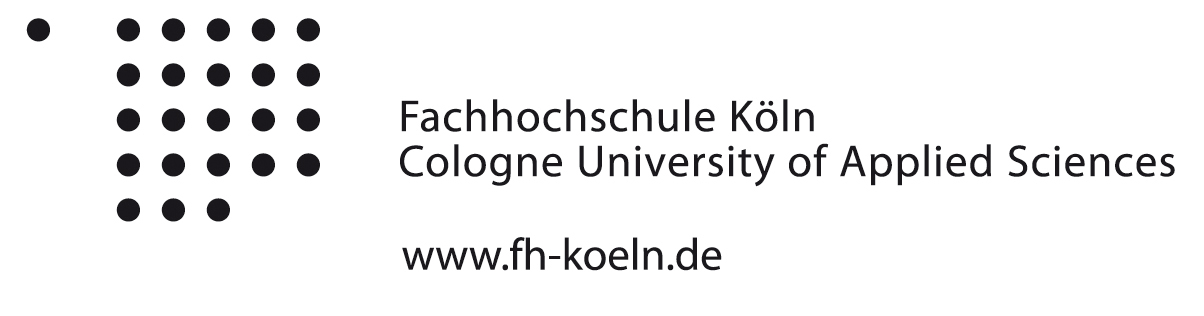 Fachhochschule Köln
Cologne University of Applied Sciences
www.fh-koeln.de